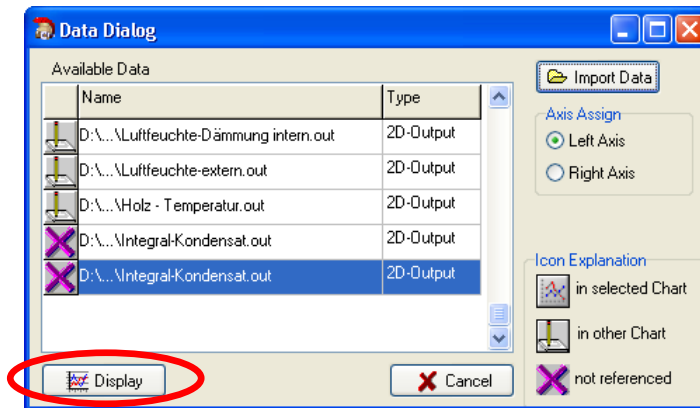 Data Dialog
Available Data
Import Data
Name Type
D:\...\Luftfeuchte-Dämmung intern.out 2D-Output
D:\...\Luftfeuchte-extern.out 2D-Output
D:\...\Holz - Temperatur.out 2D-Output
D:\...\Integral-Kondensat.out 2D-Output
D:\...\Integral-Kondensat.out 2D-Output
Axis Assign
Left Axis
Right Axis
Icon Explanation
in selected Chart
in other Chart
not referenced
Display
Cancel